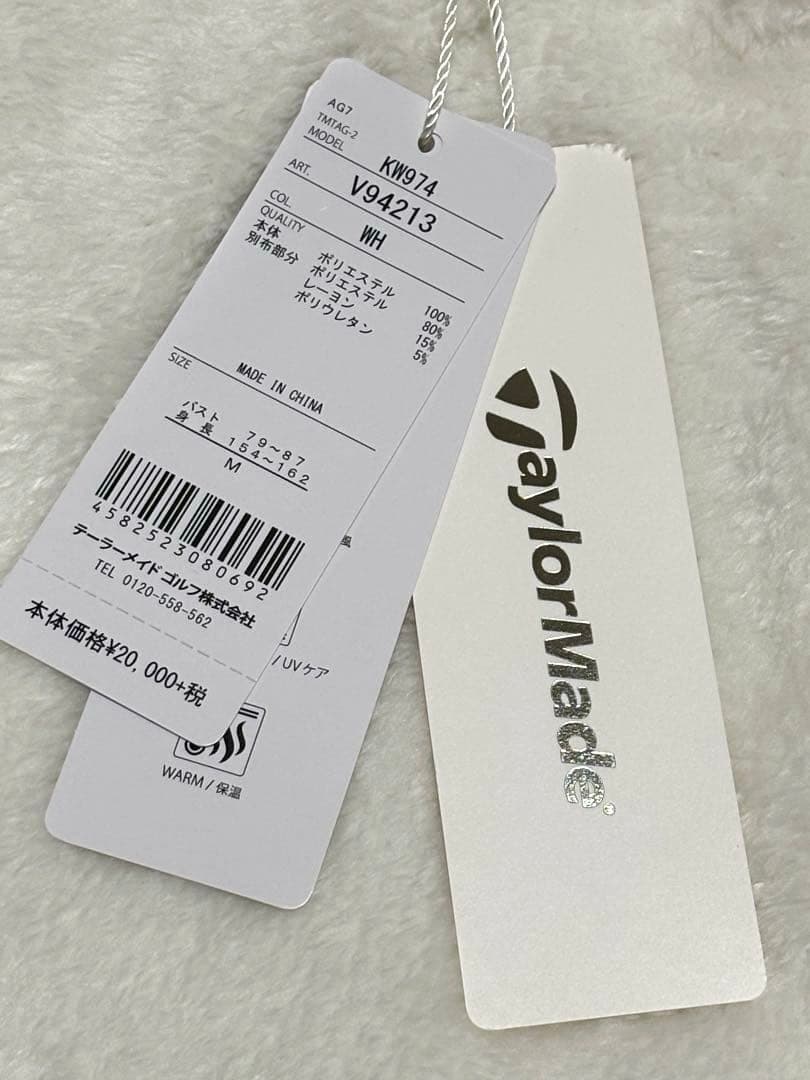 AG7
TMTAG-2
MODEL KW974
ART. V94213
COL. WH
QUALITY
本体 ポリエステル 100%
別布部分 ポリエステル 80%
レーヨン 15%
ポリウレタン 5%
MADE IN CHINA
SIZE
バスト 79~87
身長 154~162
M
4582523080692
テーラーメイド ゴルフ株式会社
TEL 0120-558-562
本体価格¥20,000+税
/ UVケア
WARM / 保温
TaylorMade®